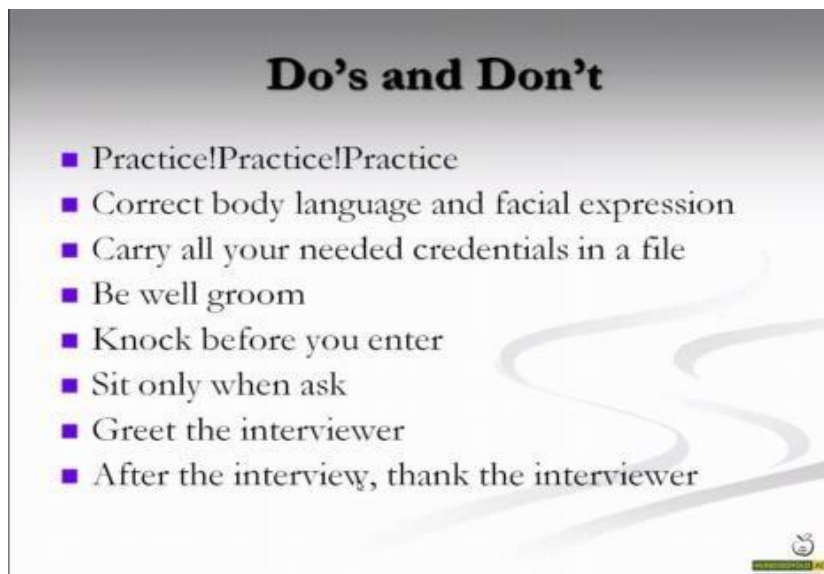 Do's and Don't
Practice!Practice!Practice
Correct body language and facial expression
Carry all your needed credentials in a file
Be well groom
Knock before you enter
Sit only when ask
Greet the interviewer
After the interview, thank the interviewer